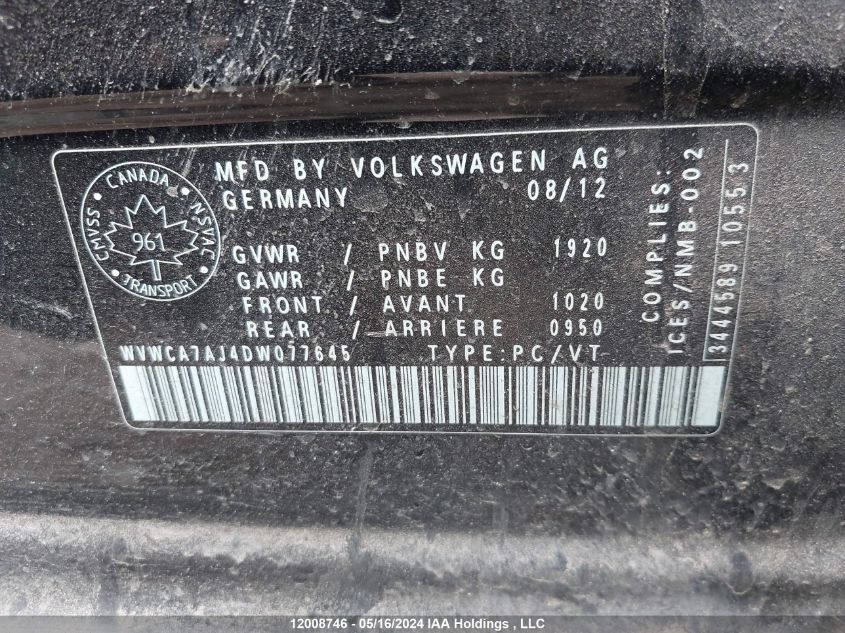 CANADA
CMVSS NSVAC
961
TRANSPORT
MFD BY VOLKSWAGEN AG
GERMANY 08/12
GVWR / PNBV KG 1920
GAWR / PNBE KG
FRONT / AVANT 1020
REAR / ARRIERE 0950
WVWCA7AJ4DW077645 TYPE:PC/VT
COMPLIES:
ICES/NMB-002
3444589 1055 3
12008746 - 05/16/2024 IAA Holdings , LLC